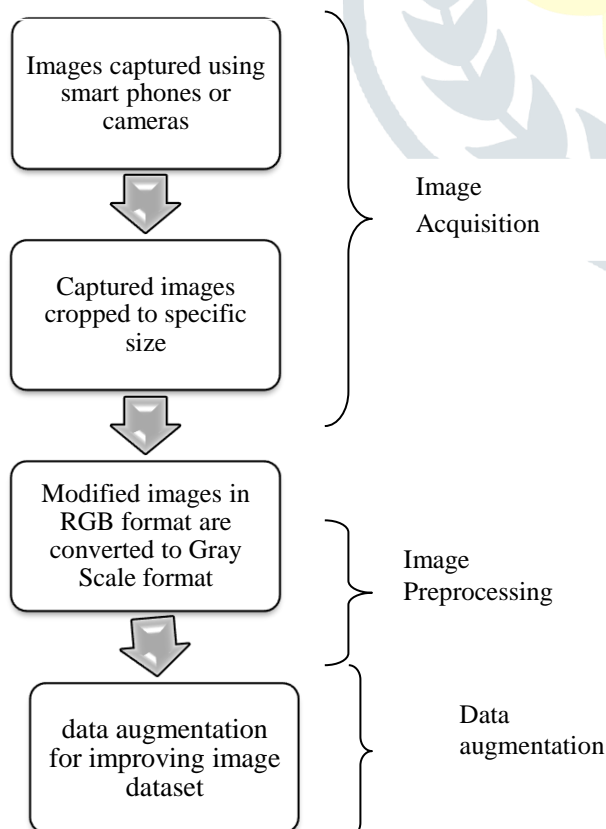 Images captured using
smart phones or
cameras
Image
Acquisition
Captured images
cropped to specific
size
Modified images in
RGB format are
converted to Gray
Scale format
Image
Preprocessing
data augmentation
for improving image
dataset
Data
augmentation